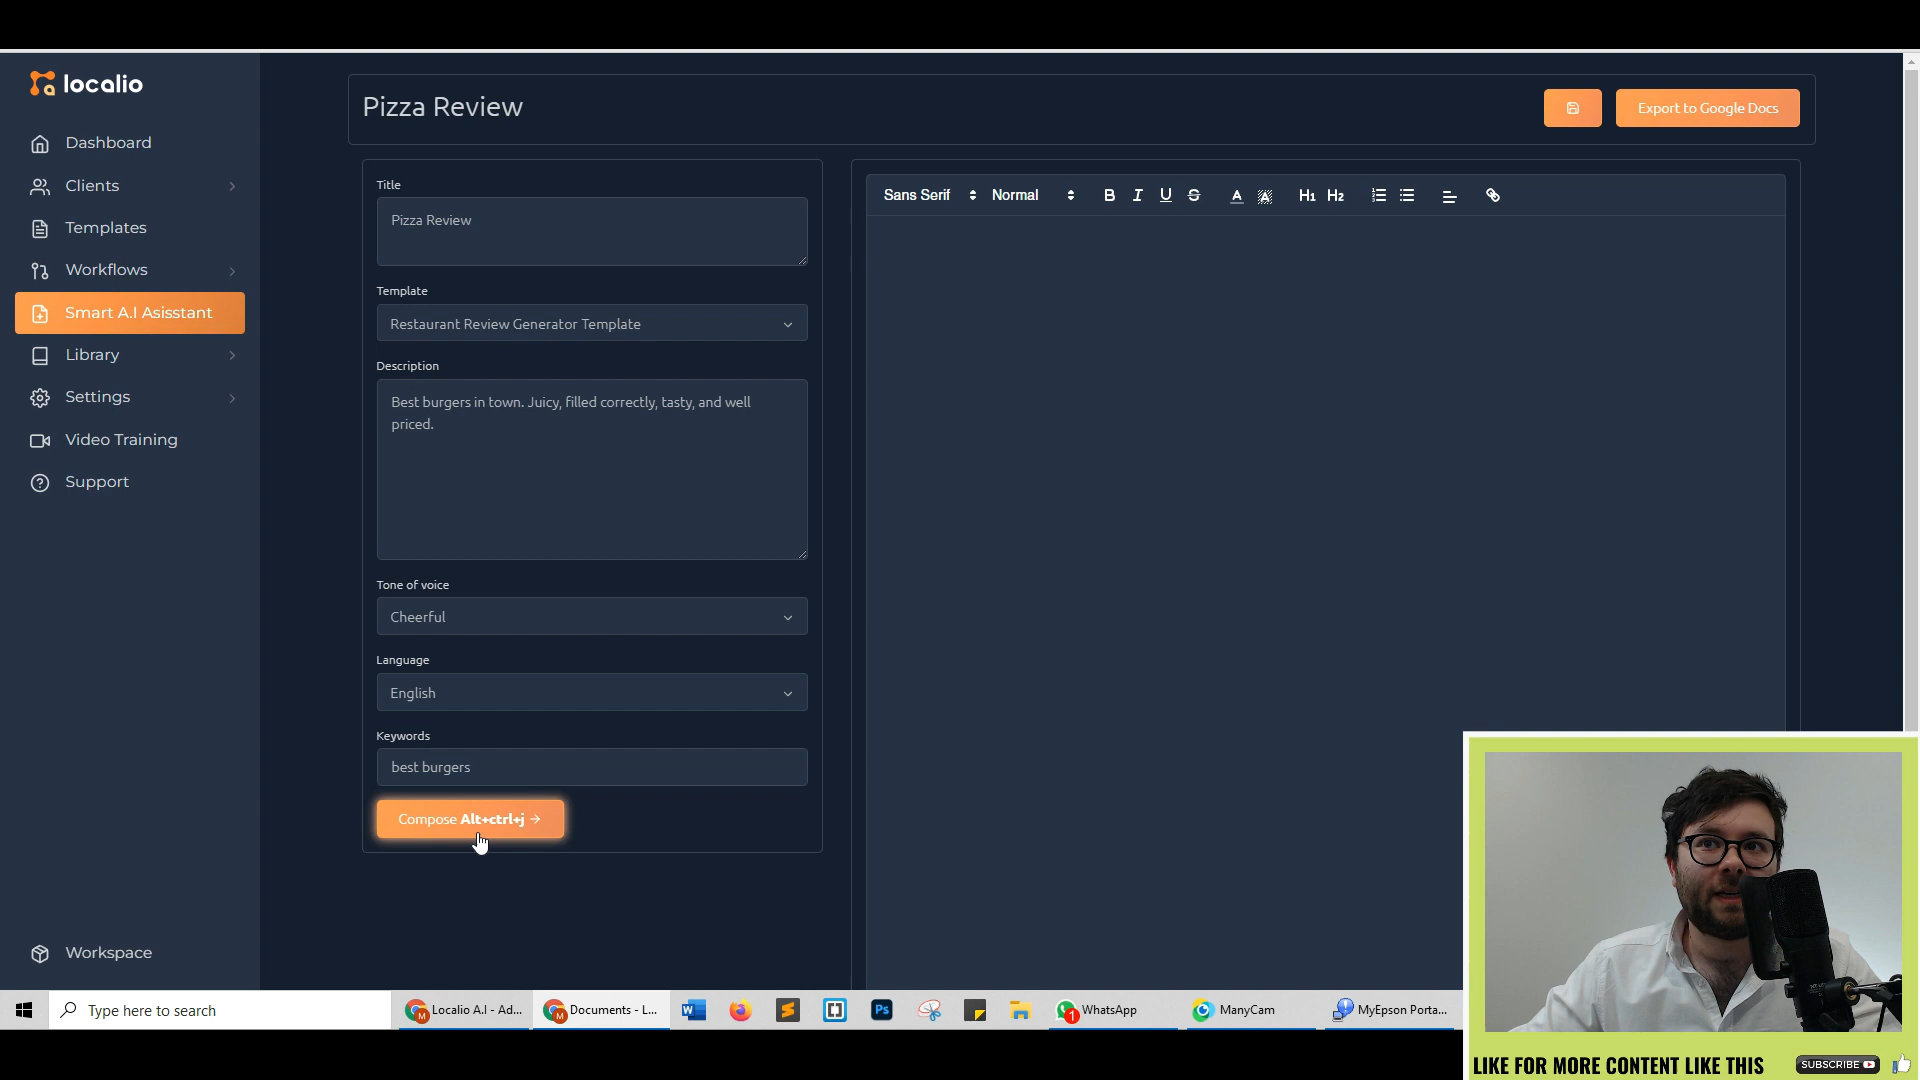 localio
Dashboard
Clients
Templates
Workflows
Smart A.I Asisstant
Library
Settings
Video Training
Support
Workspace
Pizza Review
Export to Google Docs
Title
Pizza Review
Template
Restaurant Review Generator Template
Description
Best burgers in town. Juicy, filled correctly, tasty, and well
priced.
Tone of voice
Cheerful
Language
English
Keywords
best burgers
Compose Alt+ctrl+j →
Sans Serif Normal B I U S A A H1 H2
Type here to search
Localio A.I - Ad...
Documents - L...
Ps
1
WhatsApp
ManyCam
MyEpson Porta...
LIKE FOR MORE CONTENT LIKE THIS
SUBSCRIBE